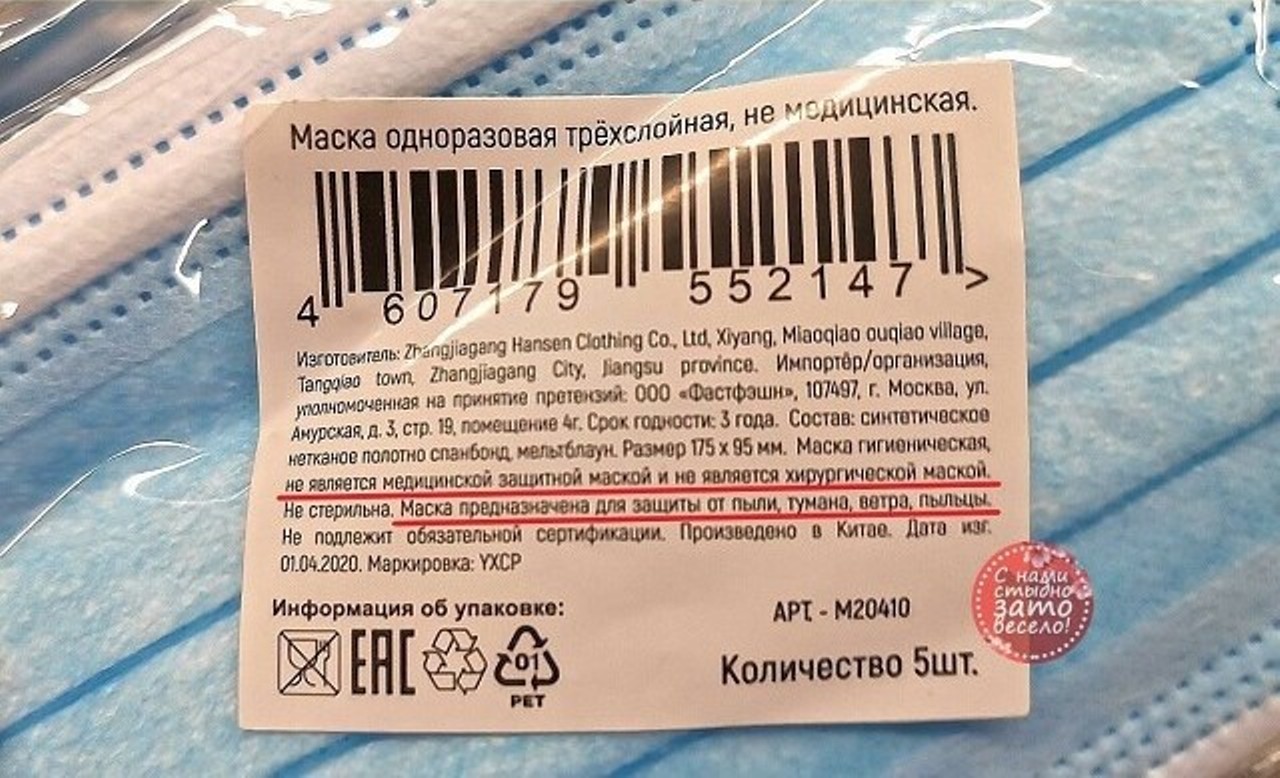 Маска одноразовая трёхслойная, не медицинская.
4 607179 552147 >
Изготовитель: Zhangjiagang Hansen Clothing Co., Ltd, Xiyang, Miaoqiao ouqiao village,
Tangqiao town, Zhangjiagang City, Jiangsu province. Импортёр/организация,
уполномоченная на принятие претензий: ООО «Фастфэшн», 107497, г. Москва, ул.
Амурская, д. 3, стр. 19, помещение 4г. Срок годности: 3 года. Состав: синтетическое
нетканое полотно спанбонд, мельтблаун. Размер 175 х 95 мм. Маска гигиеническая,
не является медицинской защитной маской и не является хирургической маской.
Не стерильна. Маска предназначена для защиты от пыли, тумана, ветра, пыльцы.
Не подлежит обязательной сертификации. Произведено в Китае. Дата изг.
01.04.2020. Маркировка: YXCP
Информация об упаковке:
АРТ. - М20410
EAC
01
PET
Количество 5шт.
С нами
стыдно
зато
весело!